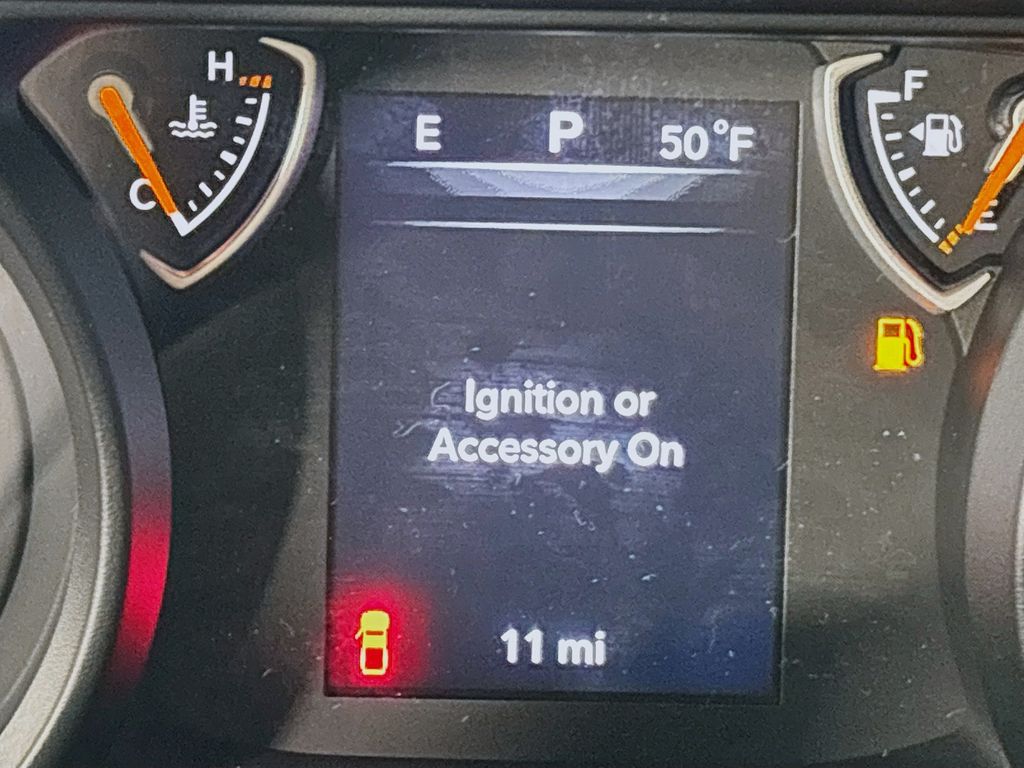 H
C
E P 50°F
F
E
Ignition or
Accessory On
11 mi